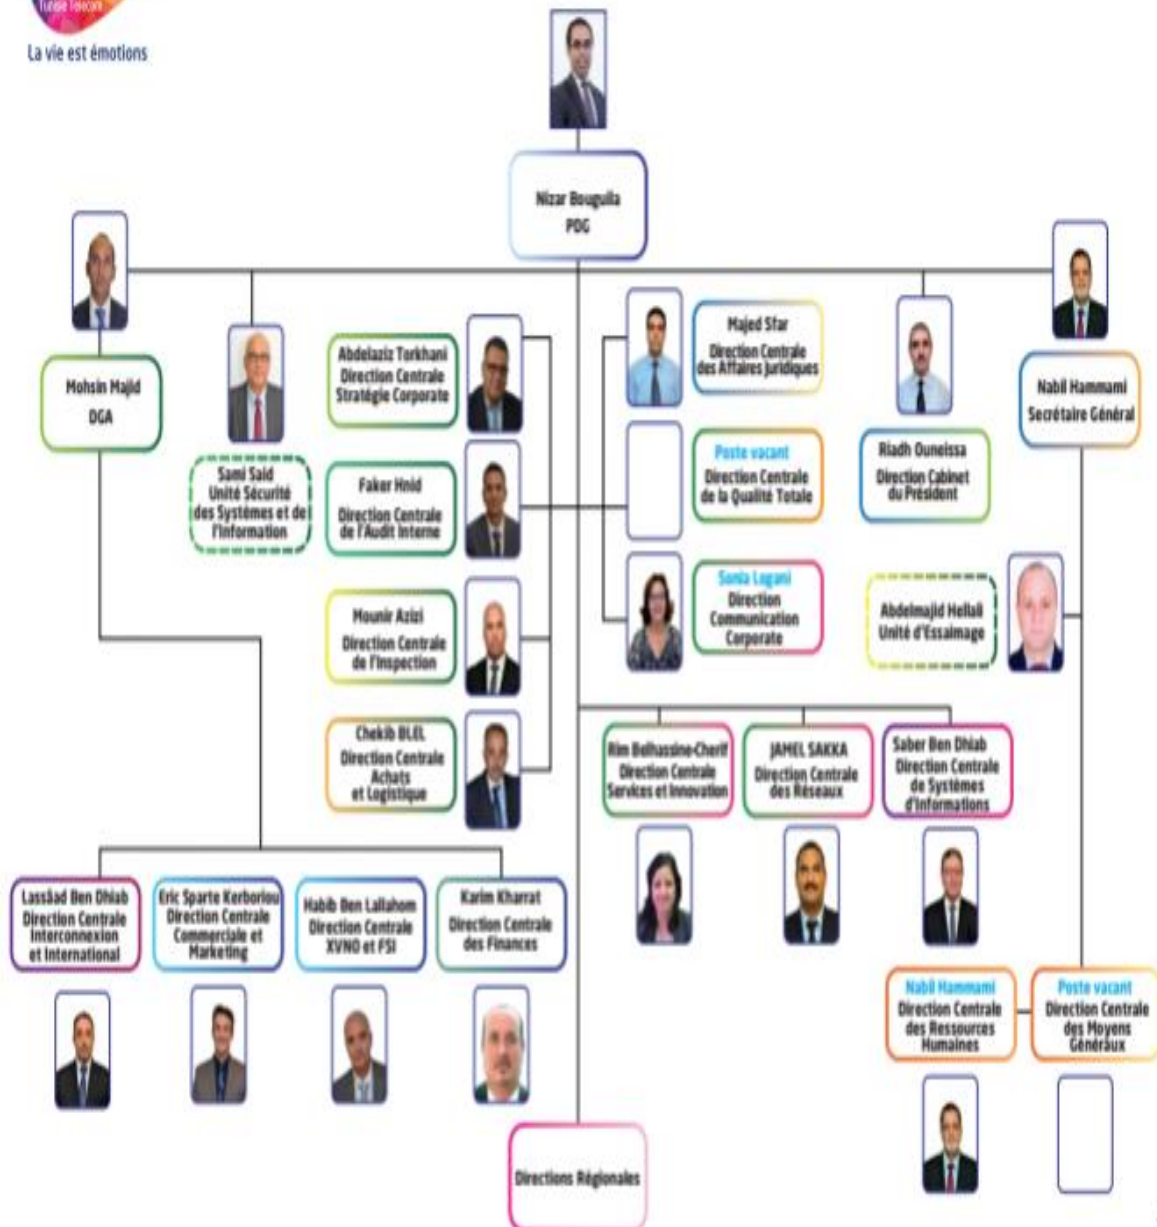 Tunisie Telecom
La vie est émotions
Nizar Bouguila
PDG
Mohsin Majid
DGA
Sami Said
Unité Sécurité
des Systèmes et de
l'Information
Abdelaziz Torkhani
Direction Centrale
Stratégie Corporate
Faker Hnid
Direction Centrale
de l'Audit Interne
Mounir Azizi
Direction Centrale
de l'Inspection
Chekib BLEL
Direction Centrale
Achats
et Logistique
Majed Sfar
Direction Centrale
des Affaires Juridiques
Poste vacant
Direction Centrale
de la Qualité Totale
Sonia Logani
Direction
Communication
Corporate
Riadh Ouneissa
Direction Cabinet
du Président
Nabil Hammami
Secrétaire Général
Abdelmajid Hellali
Unité d'Essaimage
Rim Belhassine-Cherif
Direction Centrale
Services et Innovation
JAMEL SAKKA
Direction Centrale
des Réseaux
Saber Ben Dhiab
Direction Centrale
de Systèmes
d'Informations
Lassâad Ben Dhiab
Direction Centrale
Interconnexion
et International
Eric Sparte Kerboriou
Direction Centrale
Commerciale et
Marketing
Habib Ben Lallahom
Direction Centrale
XVNO et FSI
Karim Kharrat
Direction Centrale
des Finances
Nabil Hammami
Direction Centrale
des Ressources
Humaines
Poste vacant
Direction Centrale
des Moyens
Généraux
Directions Régionales